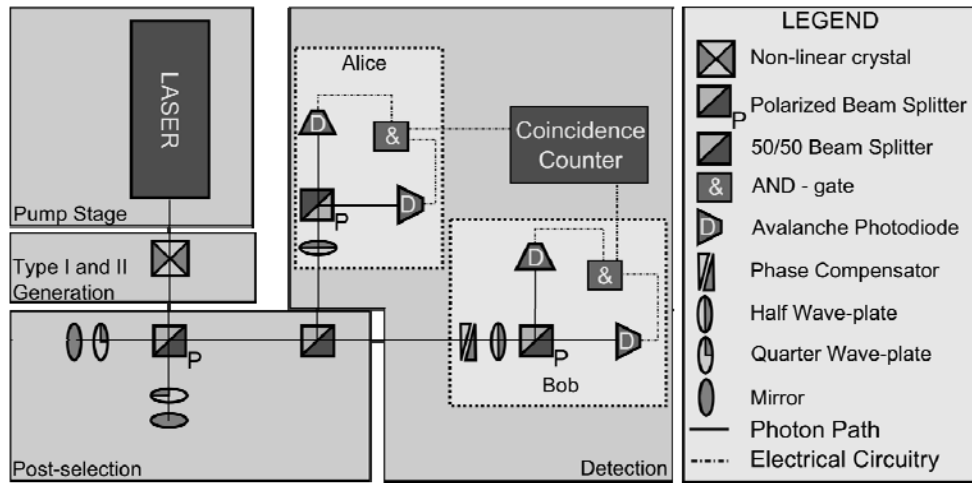 LASER
Pump Stage
Type I and II
Generation
P
Post-selection
Alice
D
&
P
D
Coincidence
Counter
D
&
P
D
Bob
Detection
LEGEND
Non-linear crystal
P
Polarized Beam Splitter
50/50 Beam Splitter
&
AND - gate
D
Avalanche Photodiode
Phase Compensator
Half Wave-plate
Quarter Wave-plate
Mirror
Photon Path
Electrical Circuitry